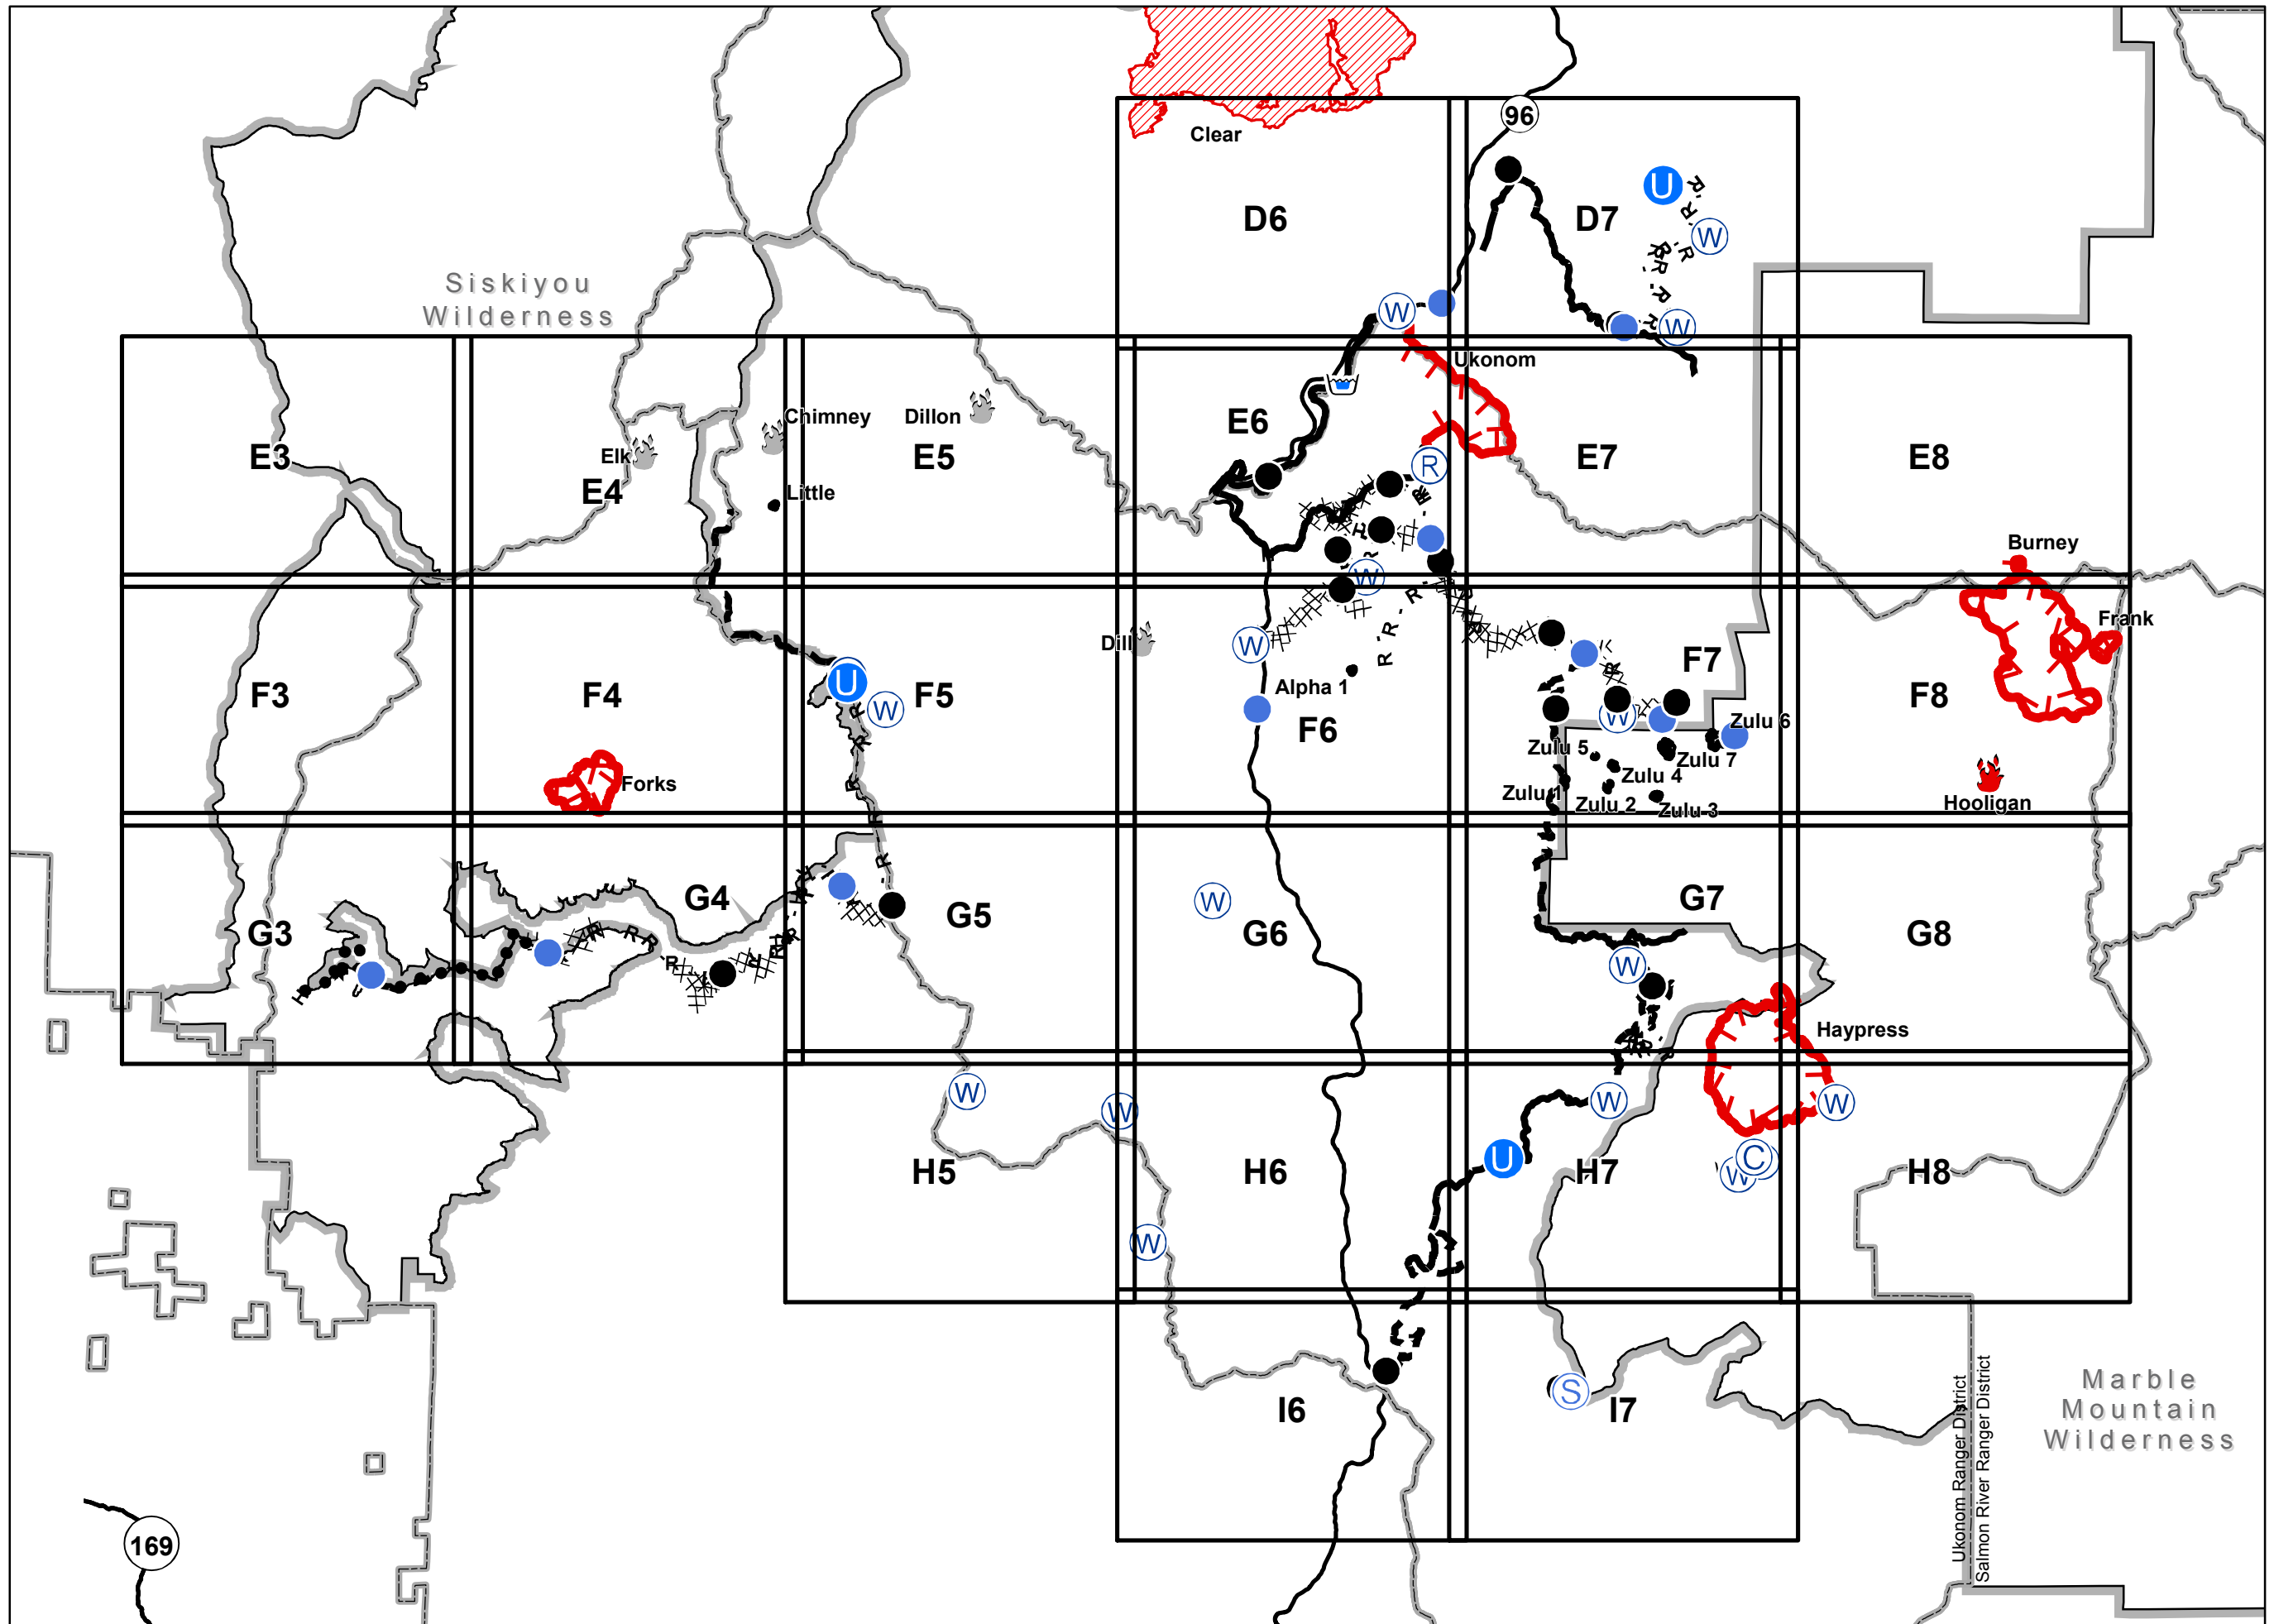 96
Clear
D6
D7
U
W
Siskiyou
Wilderness
W
W
Ukonom
Chimney
Dillon
E6
Elk
E3
E5
E7
E8
R
E4
Little
Burney
W
Frank
Dill
W
F7
U
Alpha 1
F3
F4
F5
F8
W
W
F6
Zulu 6
Zulu 5
Zulu 7
Zulu 4
Forks
Zulu 1
Zulu 2
Zulu 3
Hooligan
G4
G7
W
G5
G3
G6
G8
W
Haypress
W
W
W
W
W
U
C
W
H5
H6
H7
H8
W
S
I6
I7
Marble
Mountain
Wilderness
Ukonom Ranger District
Salmon River Ranger District
169